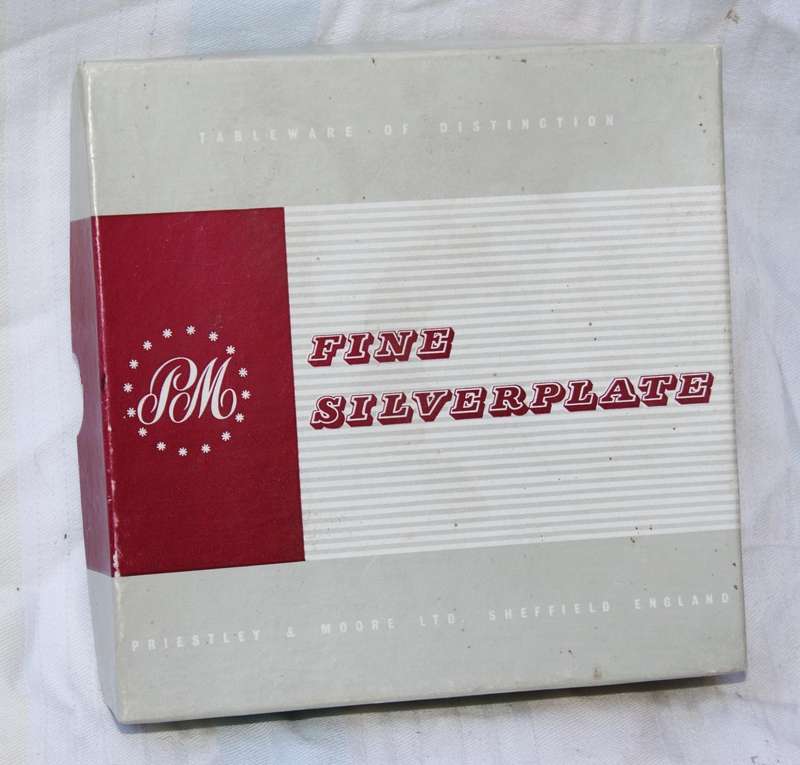 TABLEWARE OF DISTINCTION
PM
FINE
SILVERPLATE
PRIESTLEY & MOORE LTD. SHEFFIELD ENGLAND